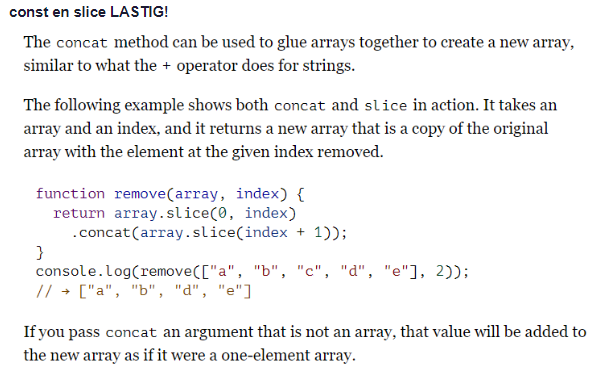 const en slice LASTIG!
The concat method can be used to glue arrays together to create a new array,
similar to what the + operator does for strings.
The following example shows both concat and slice in action. It takes an
array and an index, and it returns a new array that is a copy of the original
array with the element at the given index removed.
function remove(array, index) {
  return array.slice(0, index)
    .concat(array.slice(index + 1));
}
console.log(remove(["a", "b", "c", "d", "e"], 2));
// → ["a", "b", "d", "e"]
If you pass concat an argument that is not an array, that value will be added to
the new array as if it were a one-element array.